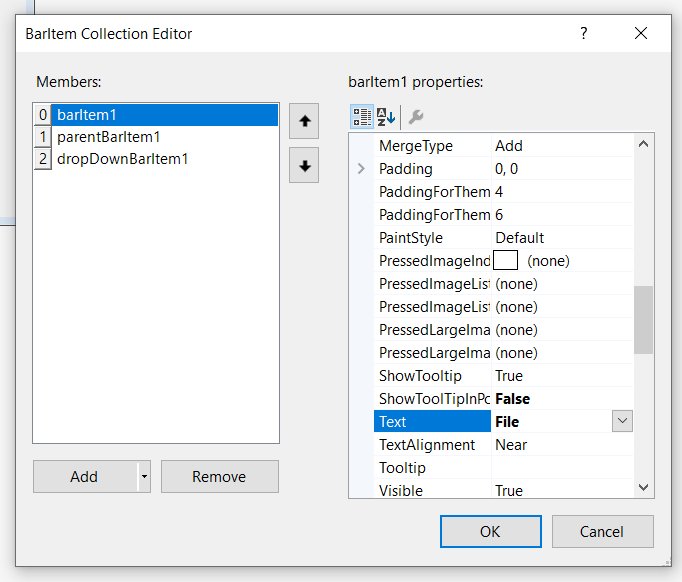 BarItem Collection Editor ?
Members:
0 barItem1
1 parentBarItem1
2 dropDownBarItem1
Add
Remove
barItem1 properties:
MergeType Add
Padding 0, 0
PaddingForThem 4
PaddingForThem 6
PaintStyle Default
PressedImageInd (none)
PressedImageList (none)
PressedImageList (none)
PressedLargeIma (none)
PressedLargeIma (none)
ShowTooltip True
ShowToolTipInPo False
Text File
TextAlignment Near
Tooltip
Visible True
OK
Cancel